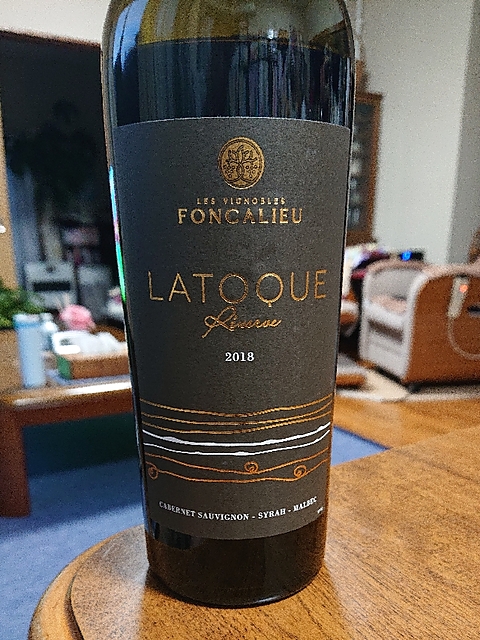 LES VIGNOBLES
FONCALIEU
LATOQUE
Réserve
2018
CABERNET SAUVIGNON - SYRAH - MALBEC